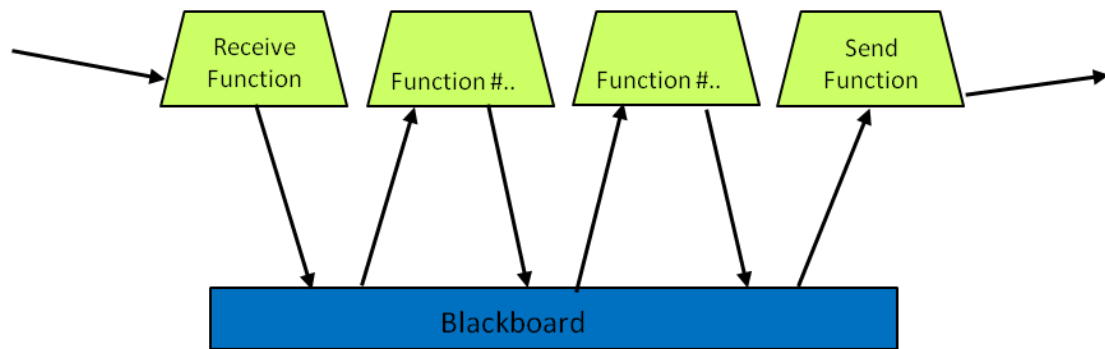 Receive
Function
Function #..
Function #..
Send
Function
Blackboard